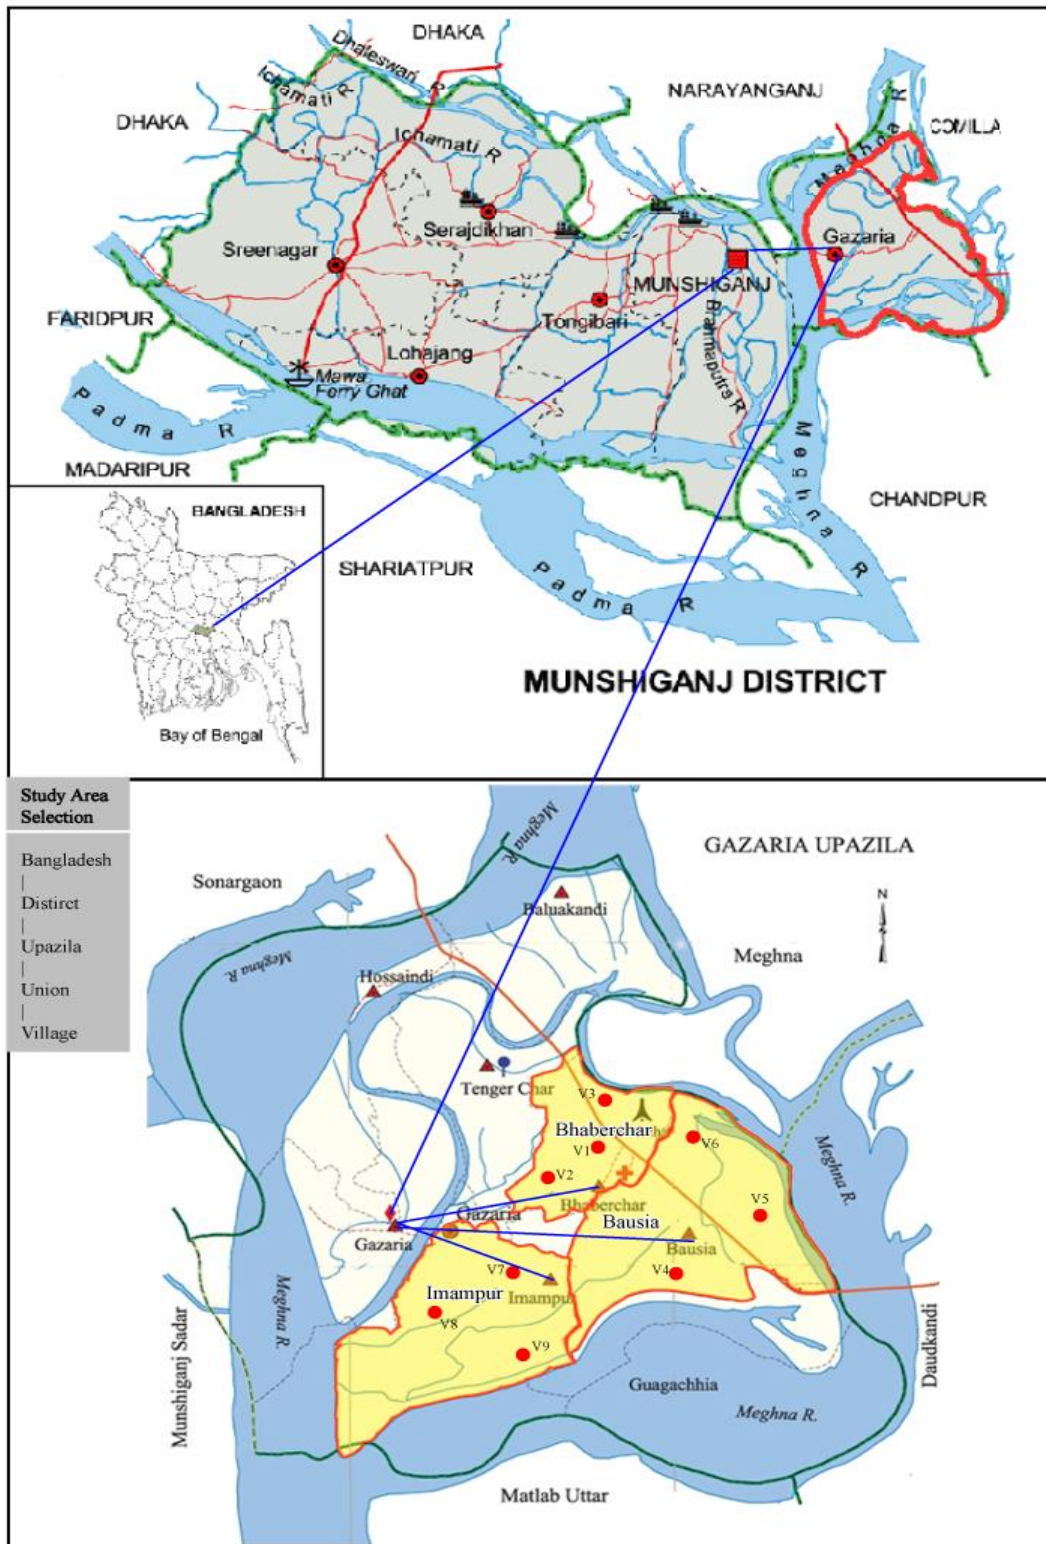 DHAKA
Dhaleswari R
Ichamati R
NARAYANGANJ
DHAKA
Meghna R
COMILLA
Ichamati R
Serajdikhan
Sreenagar
Gazaria
MUNSHIGANJ
FARIDPUR
Tongibari
Brahmaputra R
Lohajang
Mawa
Ferry Ghat
Padma R
MADARIPUR
Meghna R
CHANDPUR
BANGLADESH
SHARIATPUR
Padma R
MUNSHIGANJ DISTRICT
Bay of Bengal
Study Area
Selection
Bangladesh
|
Distiret
|
Upazila
|
Union
|
Village
GAZARIA UPAZILA
Meghna R.
Sonargaon
N
Baluakandi
Meghna
Meghna R.
Hossaindi
Tenger Char
V3
Bhaberchar
V1
V6
V2
Meghna R.
Bhaberchar
V5
Gazaria
Bausia
Gazaria
Bausia
V7
V4
Imampur
Imampu
V8
Meghna R.
V9
Munshiganj Sadar
Daudkandi
Guagachhia
Meghna R.
Matlab Uttar